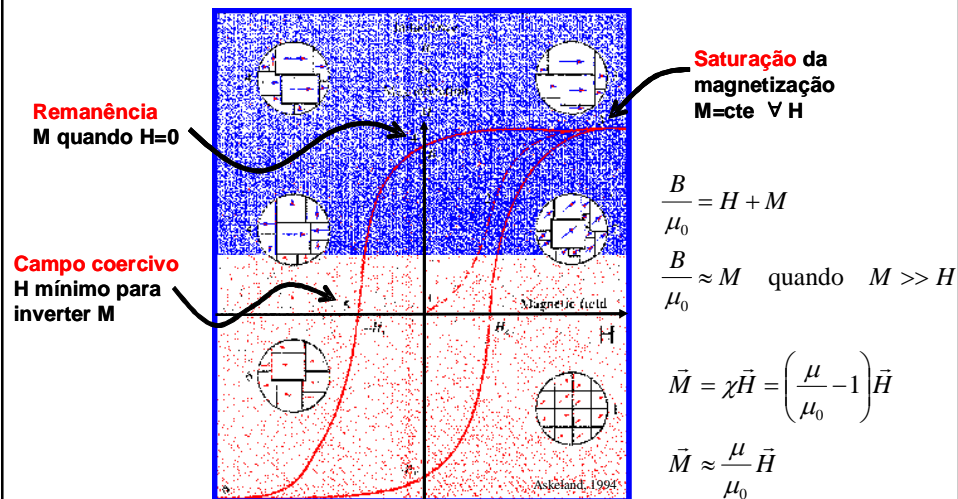 Remanência
M quando H=0
Campo coercivo
H mínimo para
inverter M
Magnetic field
H
Askeland, 1994
Saturação da
magnetização
M=cte ∀ H
B/μ₀ = H + M
B/μ₀ ≈ M quando M >> H
M⃗ = χH⃗ = (μ/μ₀ − 1)H⃗
M⃗ ≈ μ/μ₀ H⃗